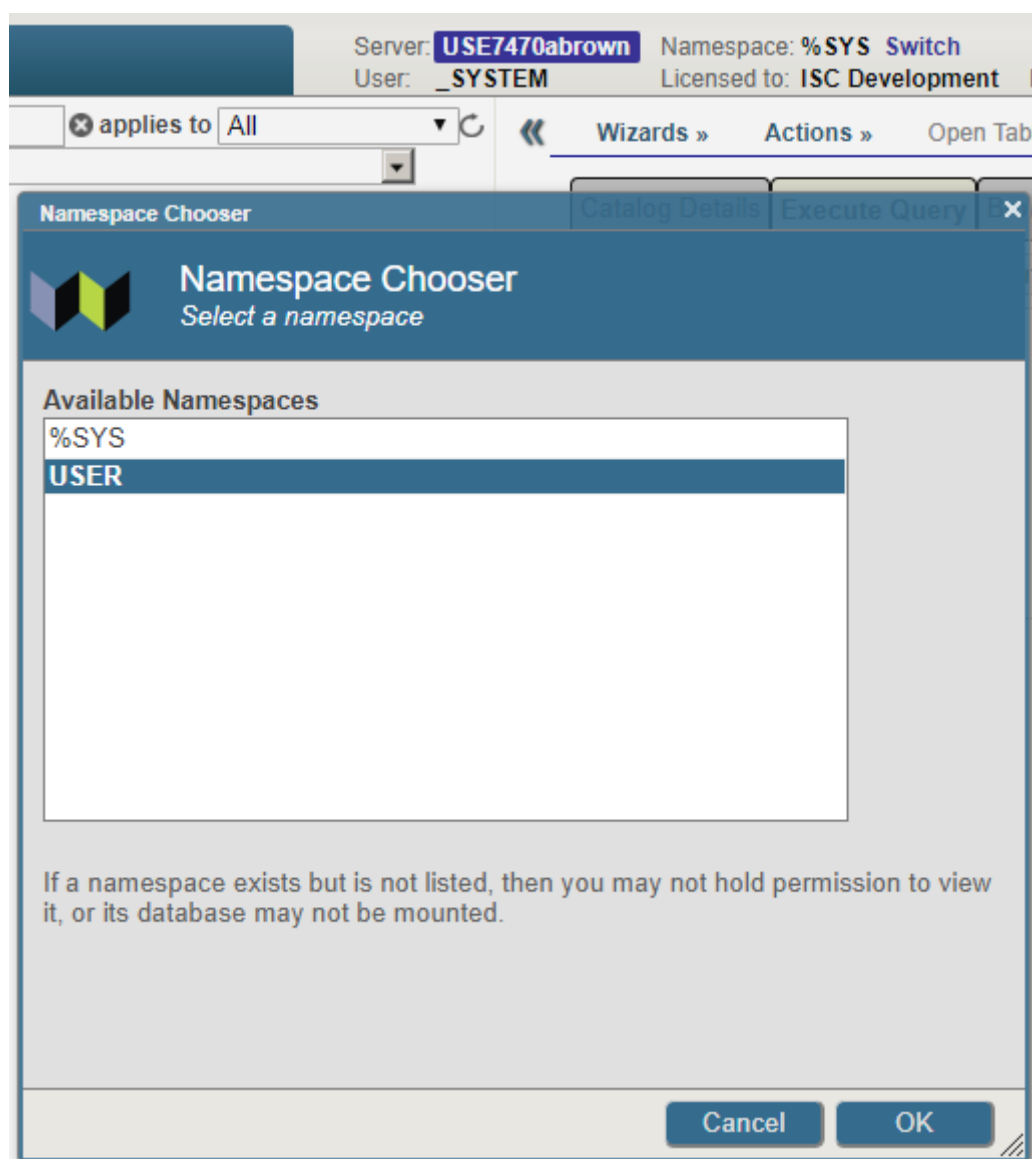 Server: USE7470abrown Namespace: %SYS Switch
User: _SYSTEM Licensed to: ISC Development
applies to All
Wizards » Actions » Open Tab
Namespace Chooser
Catalog Details Execute Query
Namespace Chooser
Select a namespace
Available Namespaces
%SYS
USER
If a namespace exists but is not listed, then you may not hold permission to view
it, or its database may not be mounted.
Cancel OK